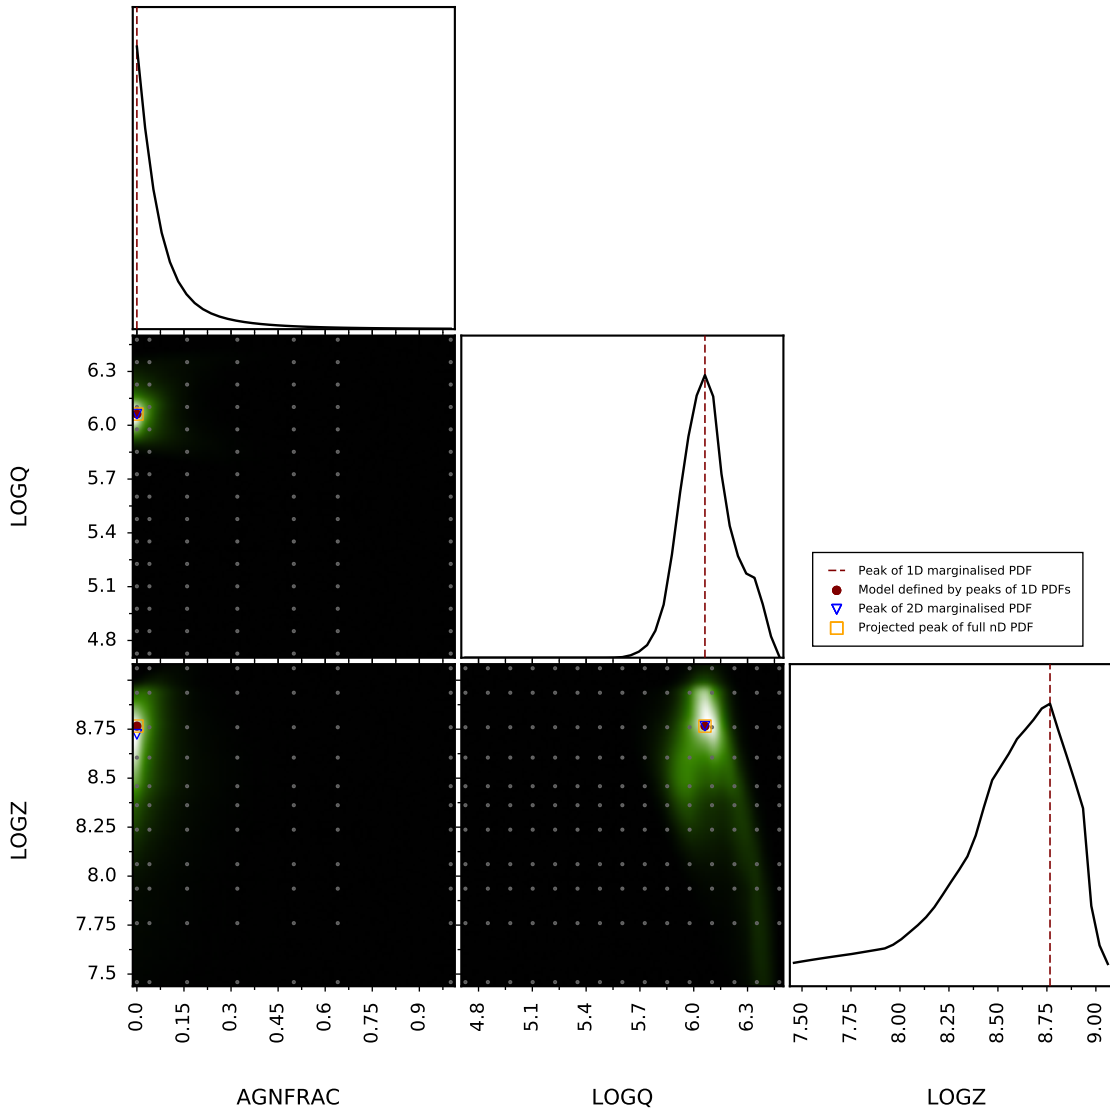 6.3
6.0
5.7
5.4
5.1
4.8
LOGQ
Peak of 1D marginalised PDF
Model defined by peaks of 1D PDFs
Peak of 2D marginalised PDF
Projected peak of full nD PDF
8.75
8.5
8.25
8.0
7.75
7.5
LOGZ
0.0 0.15 0.3 0.45 0.6 0.75 0.9
4.8 5.1 5.4 5.7 6.0 6.3
7.50 7.75 8.00 8.25 8.50 8.75 9.00
AGNFRAC LOGQ LOGZ